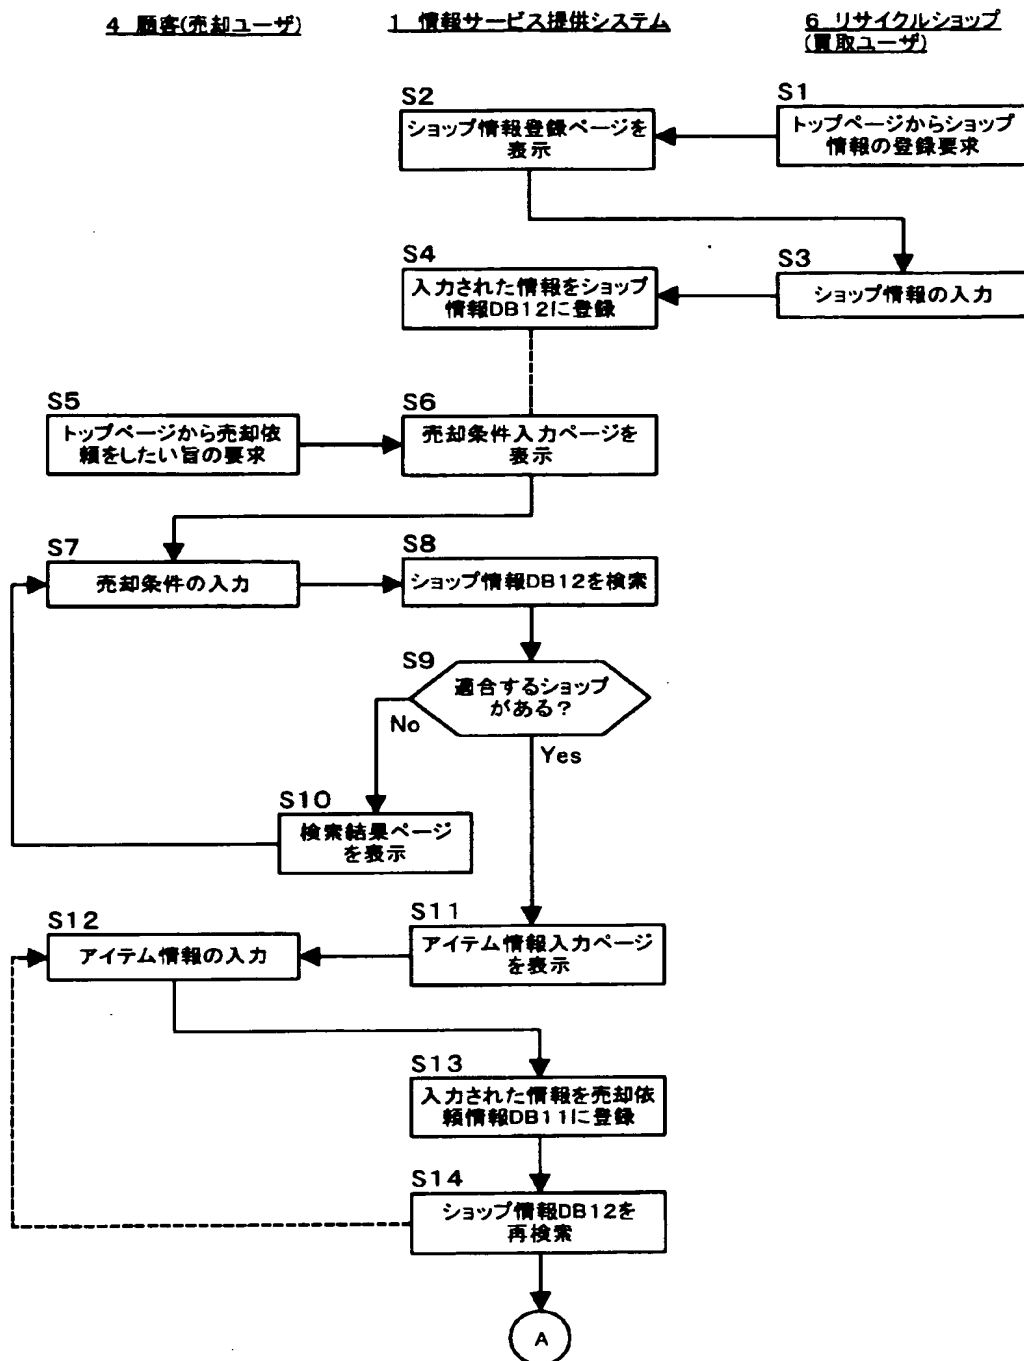 4 顧客(売却ユーザ)
1 情報サービス提供システム
6 リサイクルショップ
(買取ユーザ)
S1
トップページからショップ
情報の登録要求
S2
ショップ情報登録ページを
表示
S3
ショップ情報の入力
S4
入力された情報をショップ
情報DB12に登録
S5
トップページから売却依
頼をしたい旨の要求
S6
売却条件入力ページを
表示
S7
売却条件の入力
S8
ショップ情報DB12を検索
S9
適合するショップ
がある?
No
Yes
S10
検索結果ページ
を表示
S11
アイテム情報入力ページ
を表示
S12
アイテム情報の入力
S13
入力された情報を売却依
頼情報DB11に登録
S14
ショップ情報DB12を
再検索
A